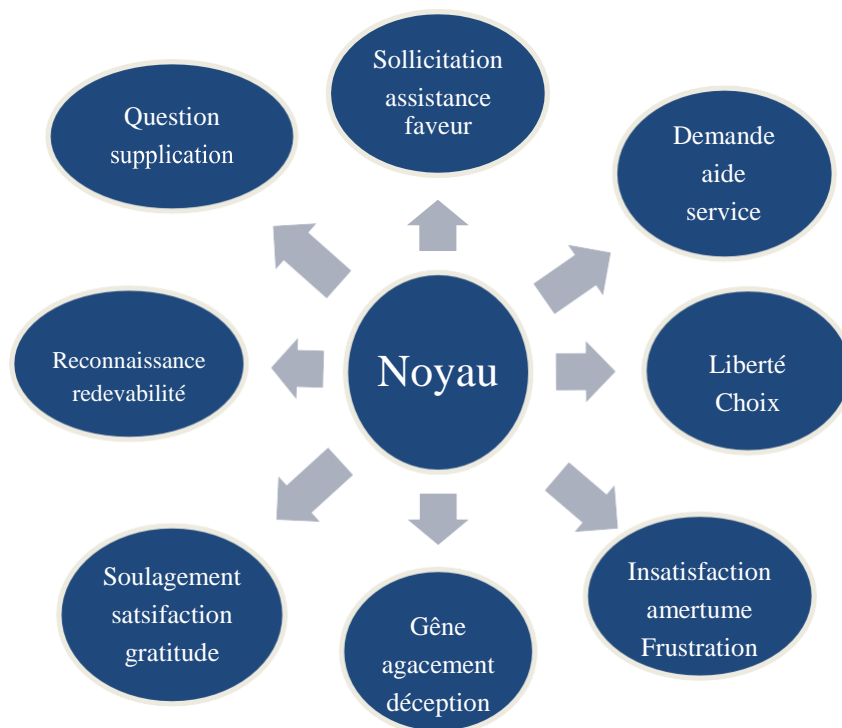 Sollicitation
assistance
faveur
Question
supplication
Demande
aide
service
Reconnaissance
redevabilité
Noyau
Liberté
Choix
Soulagement
satsifaction
gratitude
Gêne
agacement
déception
Insatisfaction
amertume
Frustration